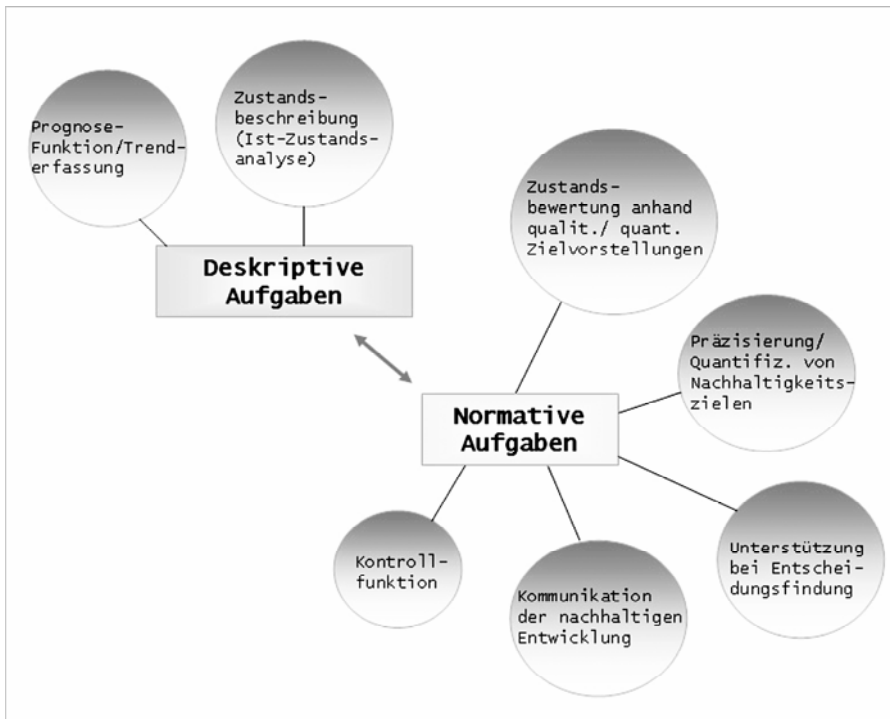 Prognose-
Funktion/Trend-
erfassung
Zustands-
beschreibung
(Ist-Zustands-
analyse)
Deskriptive
Aufgaben
Zustands-
bewertung anhand
qualit./ quant.
Zielvorstellungen
Präzisierung/
Quantifiz. von
Nachhaltigkeits-
zielen
Normative
Aufgaben
Unterstützung
bei Entschei-
dungsfindung
Kontroll-
funktion
Kommunikation
der nachhaltigen
Entwicklung